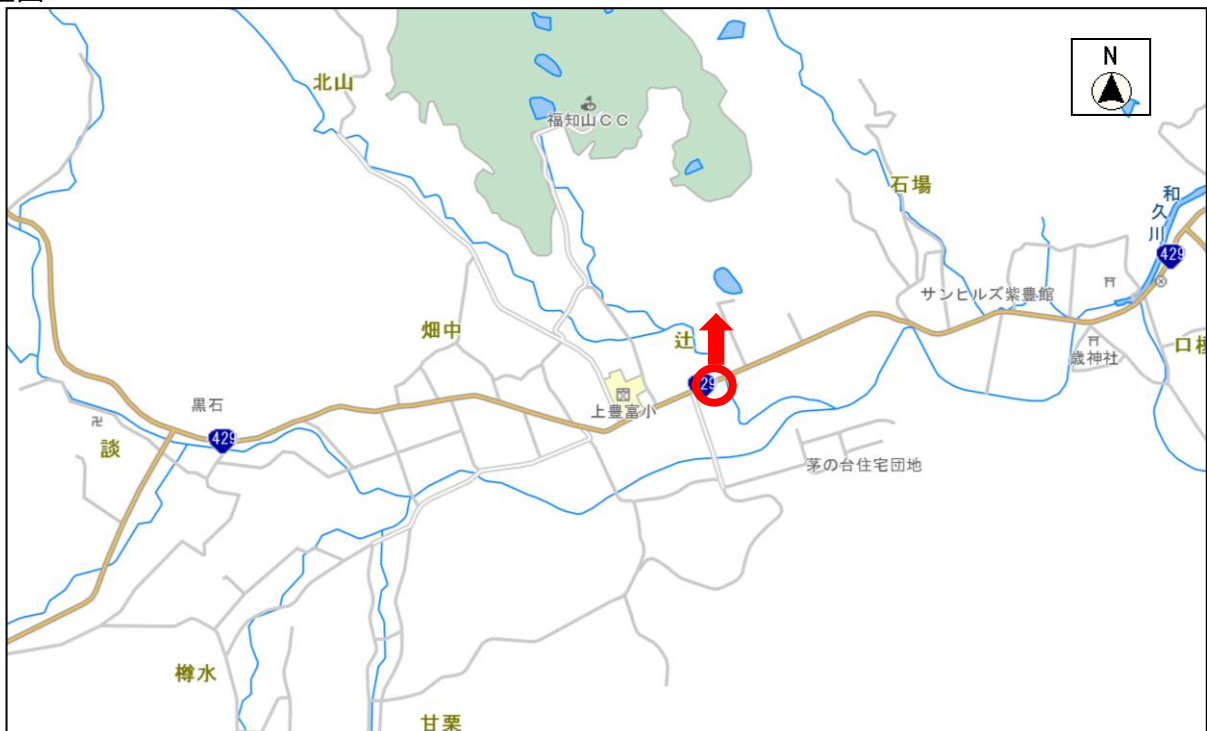 N
北山
福知山CC
石場
和久川
429
サンヒルズ紫豊館
畑中
辻
歳神社
口榎
29
黒石
上豊富小
429
談
茅の台住宅団地
樽水
甘栗